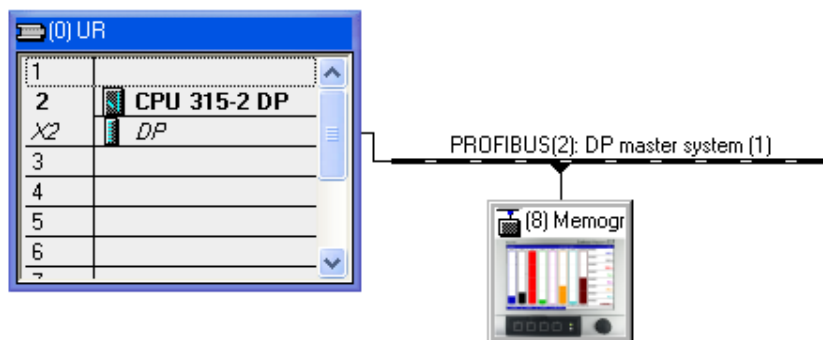 (0) UR
1
2 CPU 315-2 DP
X2 DP
3
4
5
6
7
PROFIBUS(2): DP master system (1)
(8) Memogr